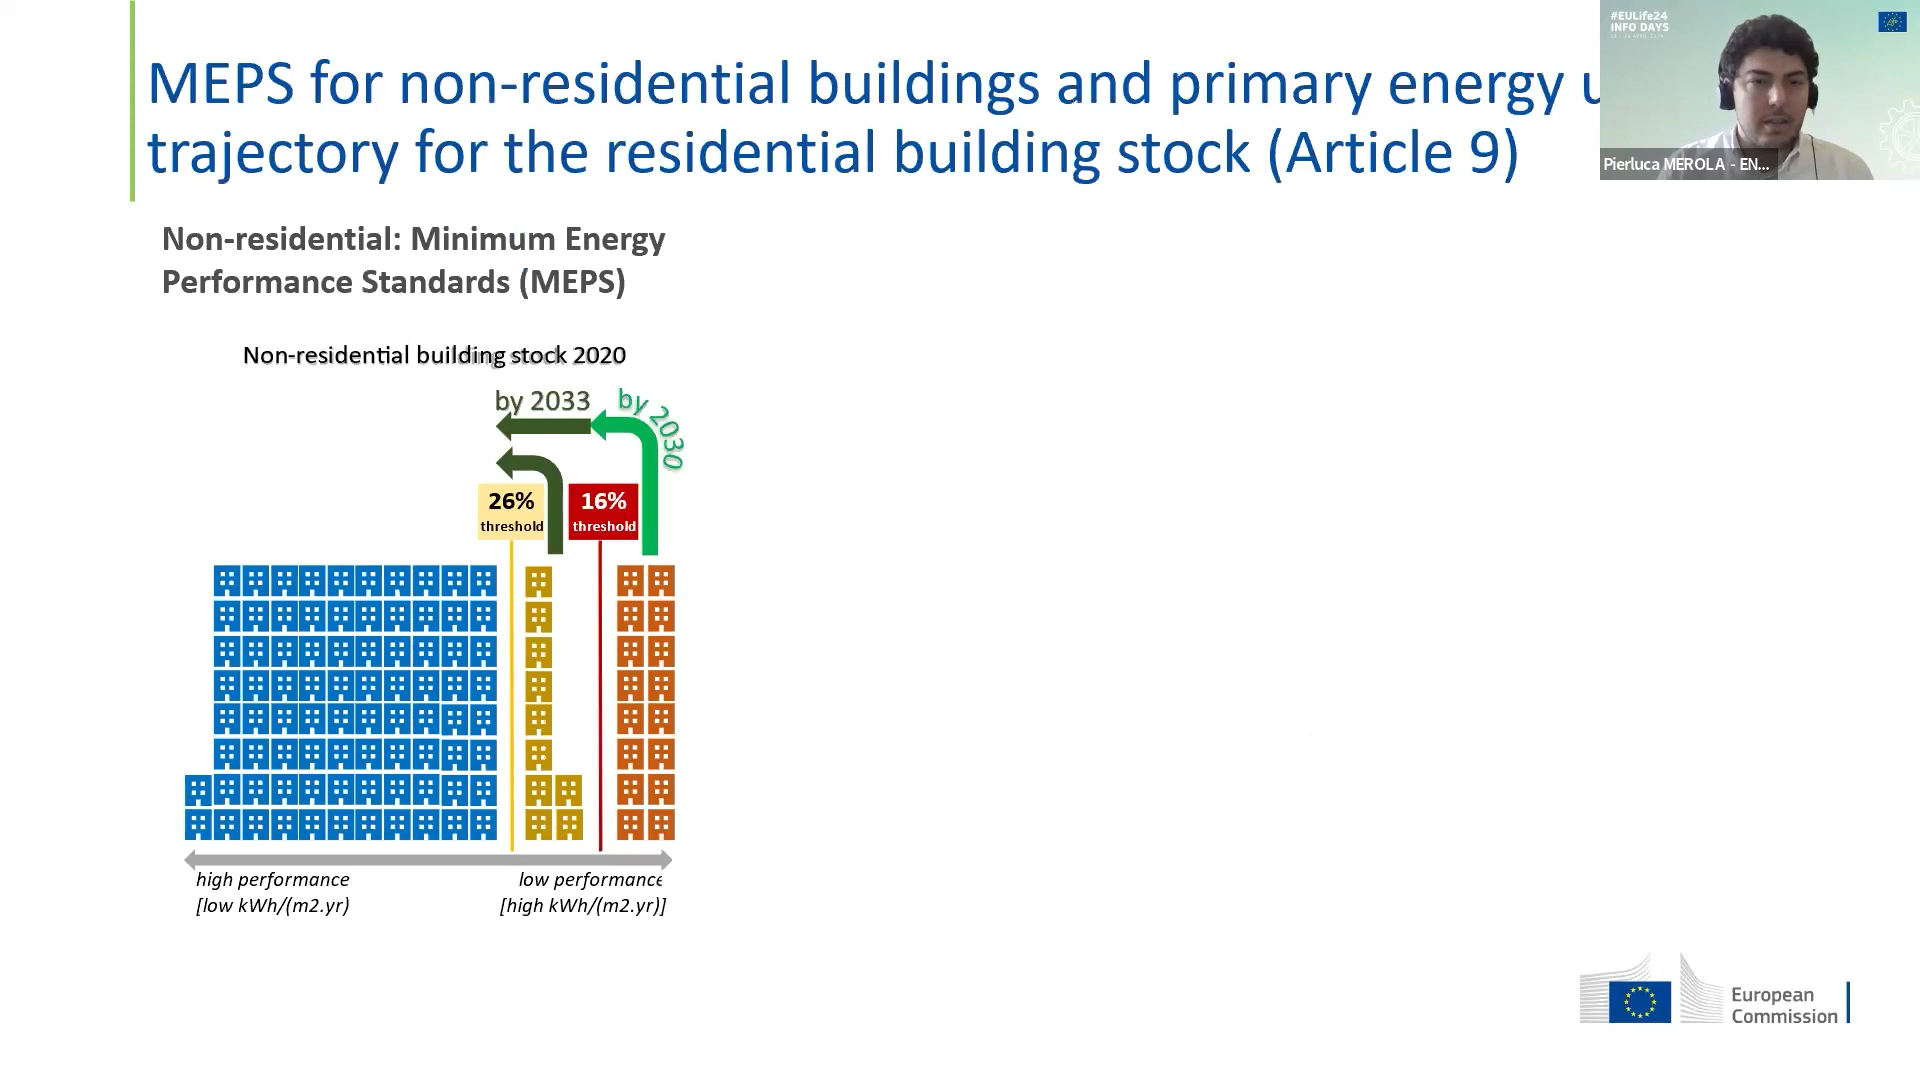 #EULife24
INFO DAYS
MEPS for non-residential buildings and primary energy
trajectory for the residential building stock (Article 9)
Pierluca MEROLA - EN...
Non-residential: Minimum Energy
Performance Standards (MEPS)
Non-residential building stock 2020
by 2033
by 2030
26%
threshold
16%
threshold
high performance
[low kWh/(m2.yr)
low performance
[high kWh/(m2.yr)]
European
Commission